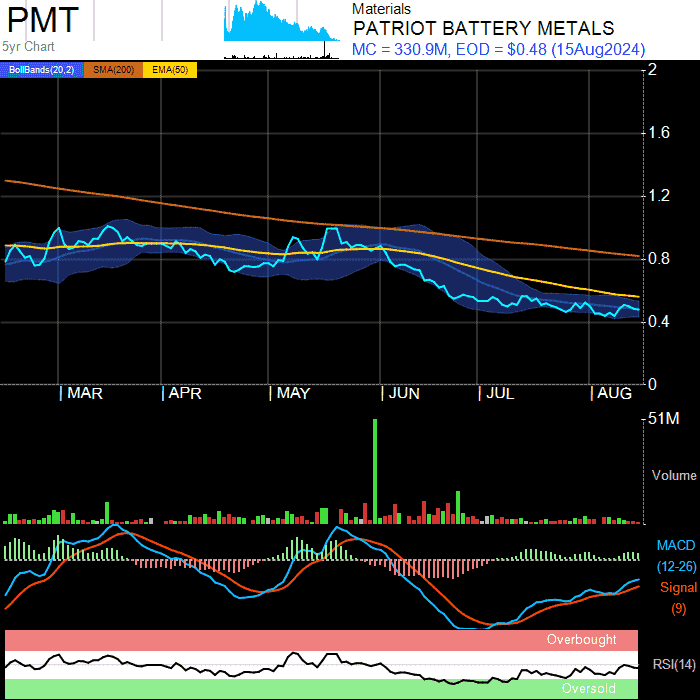 PMT
5yr Chart
Materials
PATRIOT BATTERY METALS
MC = 330.9M, EOD = $0.48 (15Aug2024)
BollBands(20,2) SMA(200) EMA(50)
2
1.6
1.2
0.8
0.4
0
MAR APR MAY JUN JUL AUG
51M
Volume
MACD
(12-26)
Signal
(9)
Overbought
RSI(14)
Oversold